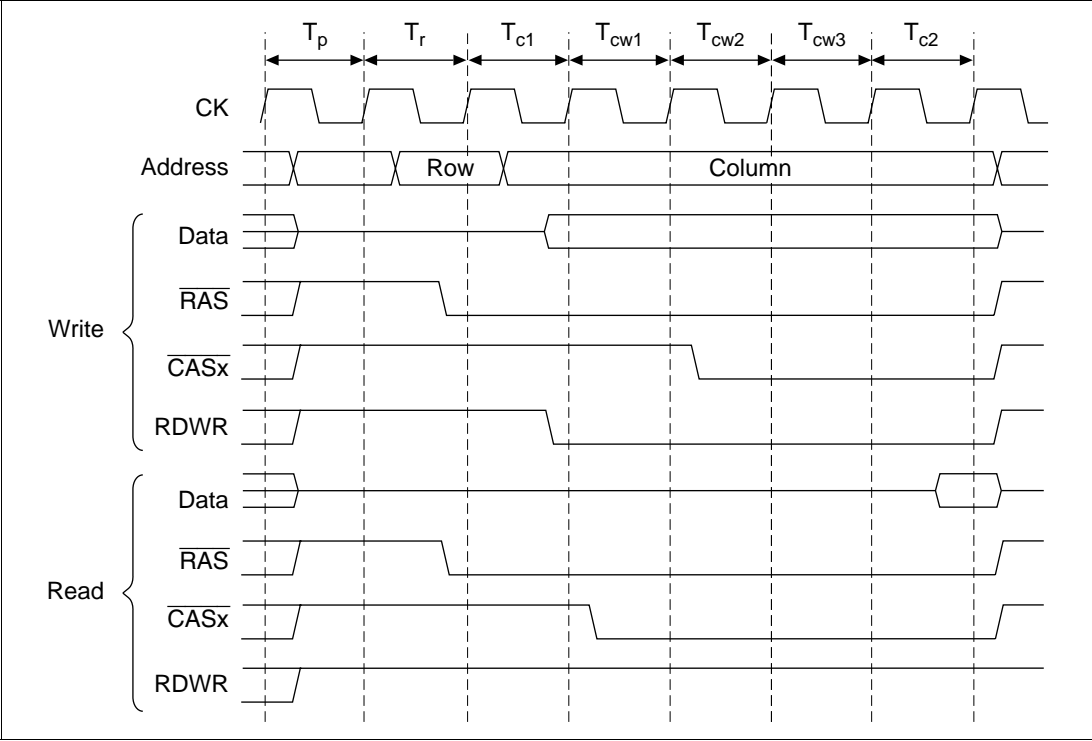 Tp Tr Tc1 Tcw1 Tcw2 Tcw3 Tc2
CK
Address Row Column
Data
RAS
Write
CASx
RDWR
Data
RAS
Read
CASx
RDWR